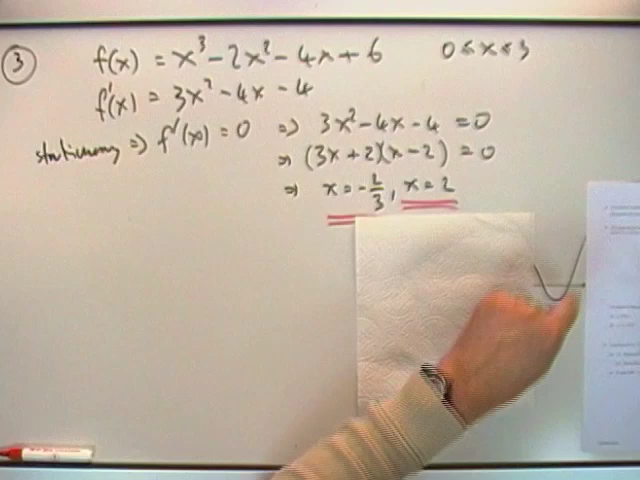 ③ f(x) = x³ - 2x² - 4x + 6 0 ≤ x ≤ 3
f'(x) = 3x² - 4x - 4
stationary ⇒ f'(x) = 0 ⇒ 3x² - 4x - 4 = 0
⇒ (3x + 2)(x - 2) = 0
⇒ x = -2/3, x = 2